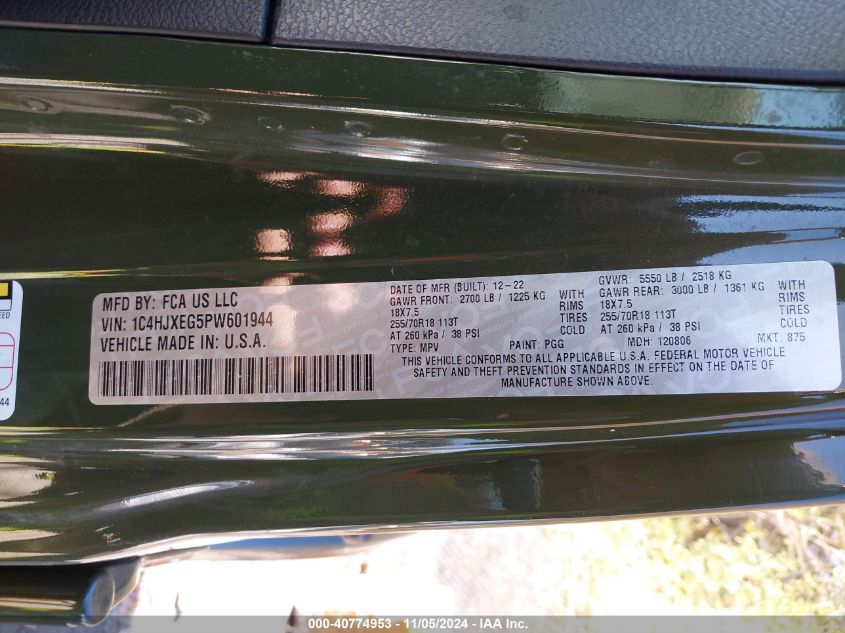 MFD BY: FCA US LLC
VIN: 1C4HJXEG5PW601944
VEHICLE MADE IN: U.S.A.
DATE OF MFR (BUILT): 12-22
GAWR FRONT: 2700 LB / 1225 KG WITH
18X7.5 RIMS
255/70R18 113T TIRES
AT 260 kPa / 38 PSI COLD
GVWR: 5550 LB / 2518 KG
GAWR REAR: 3000 LB / 1361 KG WITH
18X7.5 RIMS
255/70R18 113T TIRES
AT 260 kPa / 38 PSI COLD
TYPE: MPV PAINT: PGG MDH: 120806 MKT: 875
THIS VEHICLE CONFORMS TO ALL APPLICABLE U.S.A. FEDERAL MOTOR VEHICLE
SAFETY AND THEFT PREVENTION STANDARDS IN EFFECT ON THE DATE OF
MANUFACTURE SHOWN ABOVE.
44
000-40774953 - 11/05/2024 - IAA Inc.